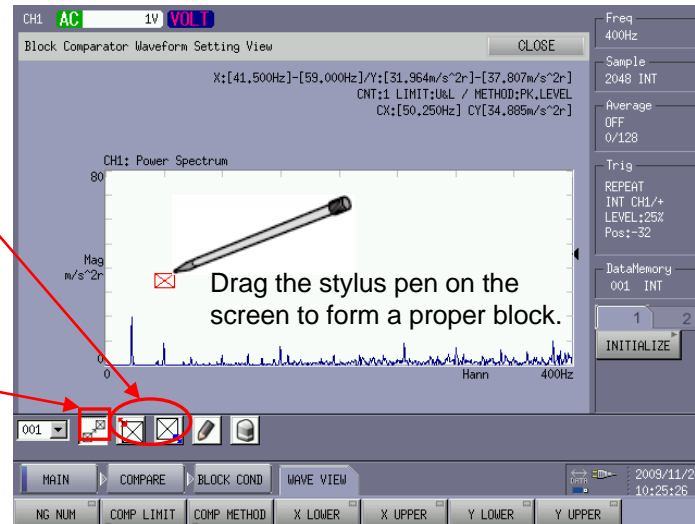 CH1 AC 1V VOLT
Block Comparator Waveform Setting View CLOSE
X:[41.500Hz]-[59.000Hz]/Y:[31.964m/s^2r]-[37.807m/s^2r]
CNT:1 LIMIT:U&L / METHOD:PK.LEVEL
CX:[50.250Hz] CY[34.885m/s^2r]
CH1: Power Spectrum
80
Mag
m/s^2r
Drag the stylus pen on the
screen to form a proper block.
0
0 Hann 400Hz
001
MAIN COMPARE BLOCK COND WAVE VIEW
NG NUM COMP LIMIT COMP METHOD X LOWER X UPPER Y LOWER Y UPPER
Freq
400Hz
Sample
2048 INT
Average
OFF
0/128
Trig
REPEAT
INT CH1/+
LEVEL:25%
Pos:-32
DataMemory
001 INT
1 2
INITIALIZE
DATA
2009/11/2
10:25:26